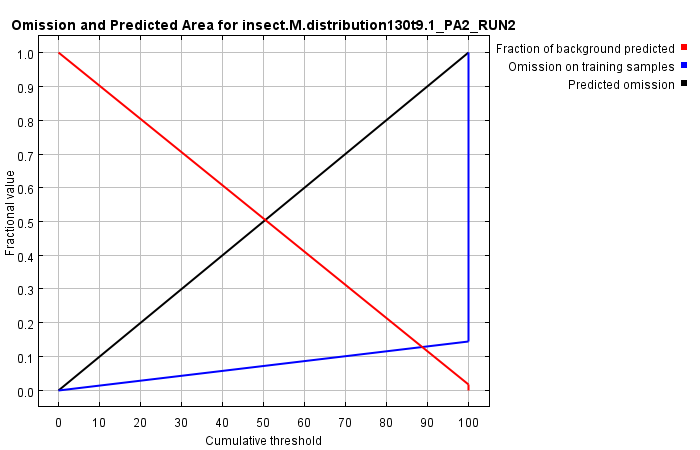 Omission and Predicted Area for insect.M.distribution130t9.1_PA2_RUN2
Fraction of background predicted
Omission on training samples
Predicted omission
1.0
0.9
0.8
0.7
0.6
0.5
0.4
0.3
0.2
0.1
0.0
Fractional value
0 10 20 30 40 50 60 70 80 90 100
Cumulative threshold